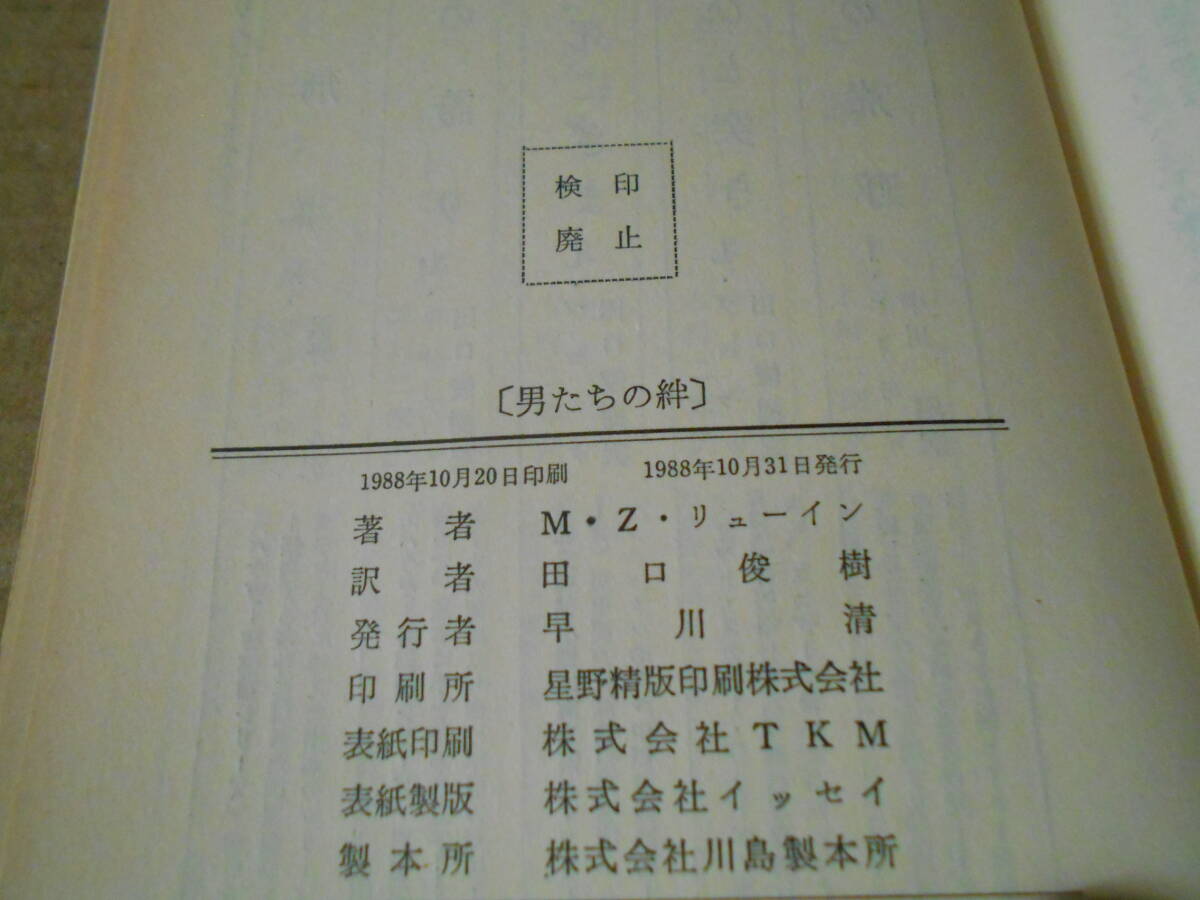 検印
廃止
〔男たちの絆〕
1988年10月20日印刷　1988年10月31日発行
著者　M・Z・リューイン
訳者　田口俊樹
発行者　早川清
印刷所　星野精版印刷株式会社
表紙印刷　株式会社TKM
表紙製版　株式会社イッセイ
製本所　株式会社川島製本所